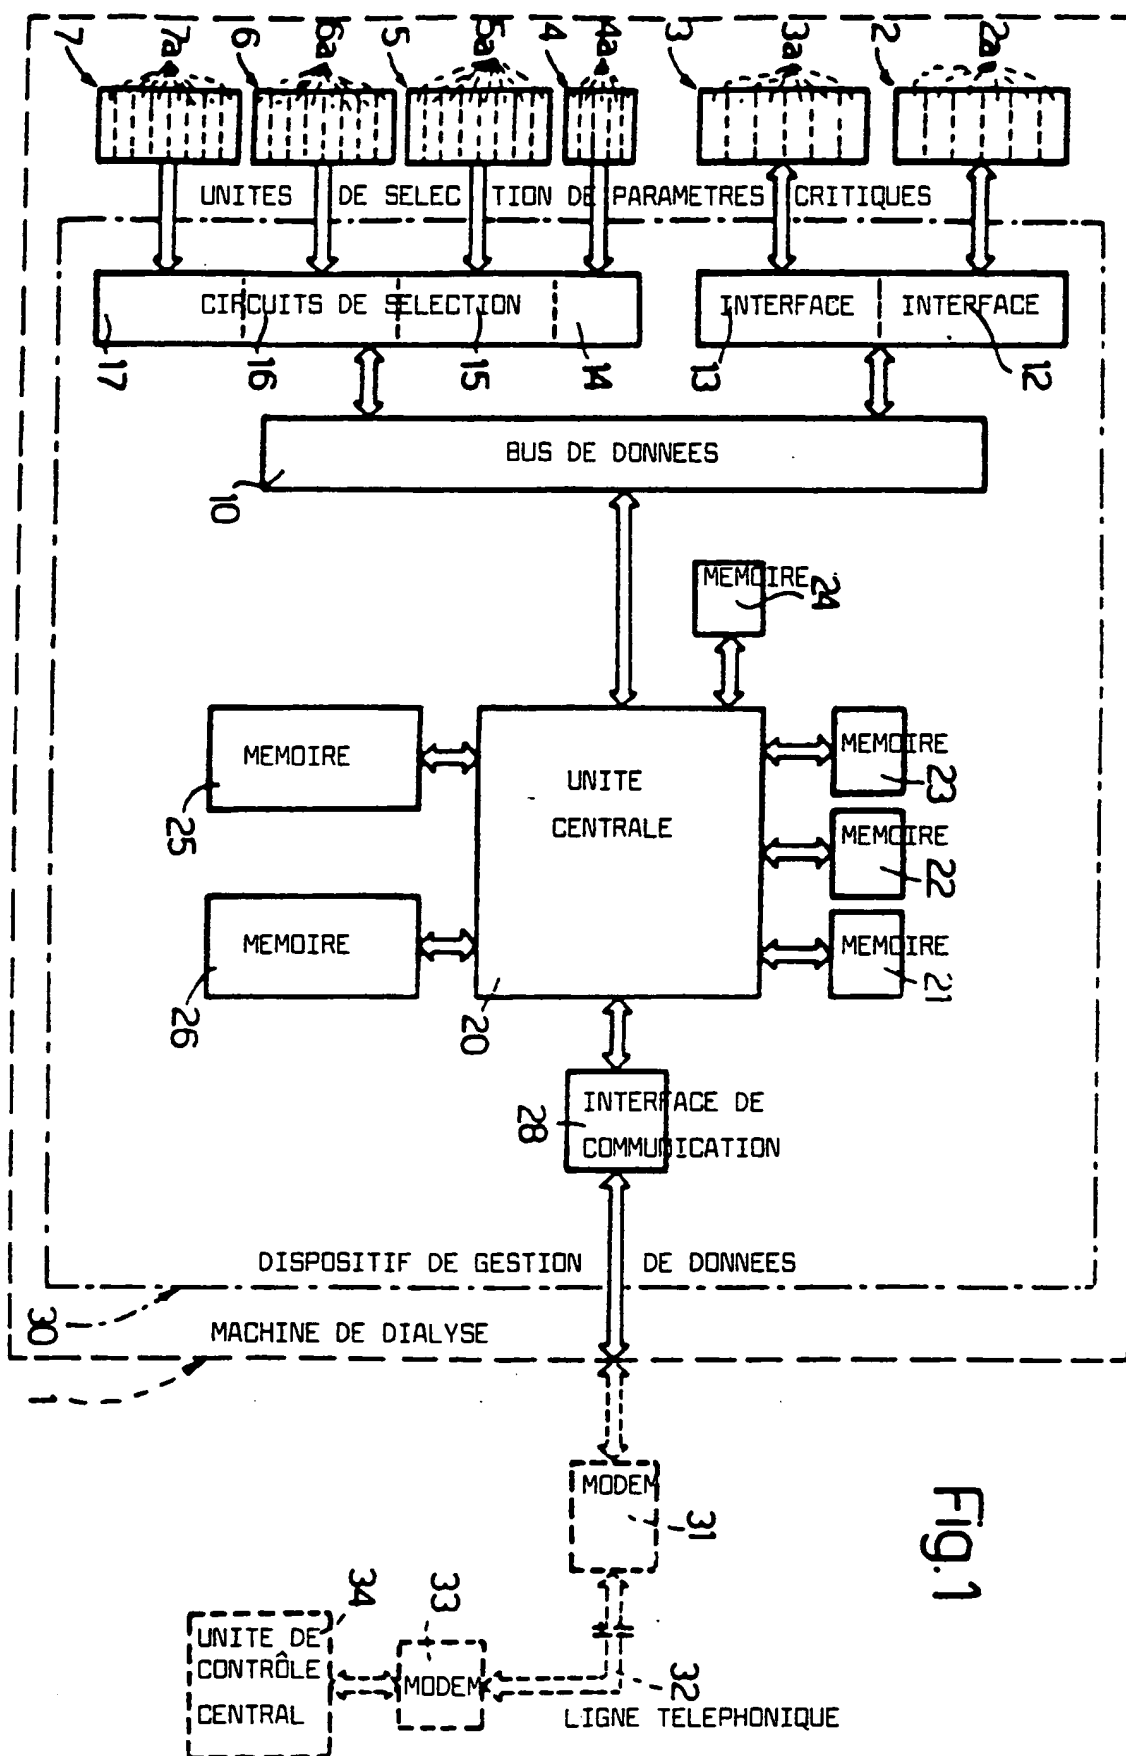 7a 6a 5a 4a 3a 2a
7 6 5 4 3 2
UNITES DE SELECTION DE PARAMETRES CRITIQUES
CIRCUITS DE SELECTION
INTERFACE
INTERFACE
17 16 15 14 13 12
BUS DE DONNEES
10
MEMOIRE
24
MEMOIRE
25
UNITE
CENTRALE
20
MEMOIRE
23
MEMOIRE
22
MEMOIRE
21
MEMOIRE
26
INTERFACE DE
COMMUNICATION
28
DISPOSITIF DE GESTION DE DONNEES
30
MACHINE DE DIALYSE
1
MODEM
31
Fig.1
34
UNITE DE
CONTRÔLE
CENTRAL
33
MODEM
32
LIGNE TELEPHONIQUE